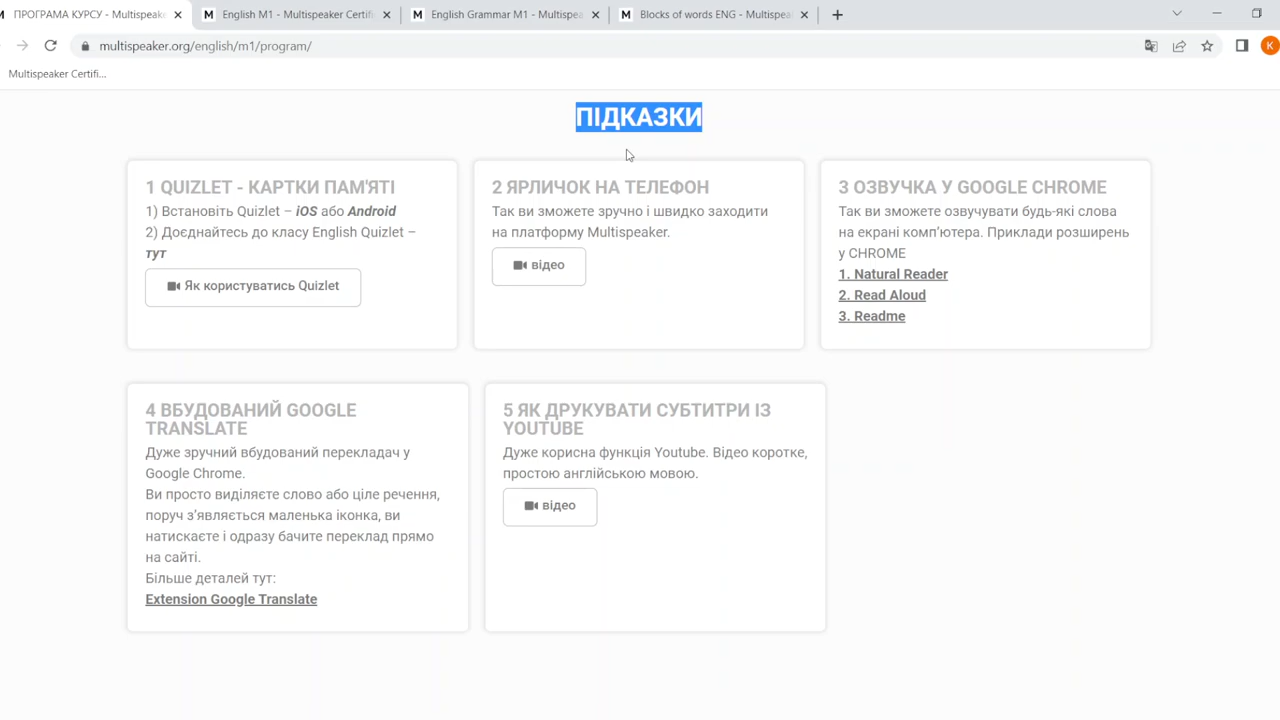 ПРОГРАМА КУРСУ - Multispeake
English M1 - Multispeaker Certifi
English Grammar M1 - Multispea
Blocks of words ENG - Multispea
multispeaker.org/english/m1/program/
K
Multispeaker Certifi...
ПІДКАЗКИ
1 QUIZLET - КАРТКИ ПАМ'ЯТІ
1) Встановіть Quizlet – iOS або Android
2) Доєднайтесь до класу English Quizlet –
тут
Як користуватись Quizlet
2 ЯРЛИЧОК НА ТЕЛЕФОН
Так ви зможете зручно і швидко заходити
на платформу Multispeaker.
відео
3 ОЗВУЧКА У GOOGLE CHROME
Так ви зможете озвучувати будь-які слова
на екрані комп’ютера. Приклади розширень
у CHROME
1. Natural Reader
2. Read Aloud
3. Readme
4 ВБУДОВАНИЙ GOOGLE
TRANSLATE
Дуже зручний вбудований перекладач у
Google Chrome.
Ви просто виділяєте слово або ціле речення,
поруч з’являється маленька іконка, ви
натискаєте і одразу бачите переклад прямо
на сайті.
Більше деталей тут:
Extension Google Translate
5 ЯК ДРУКУВАТИ СУБТИТРИ ІЗ
YOUTUBE
Дуже корисна функція Youtube. Відео коротке,
простою англійською мовою.
відео